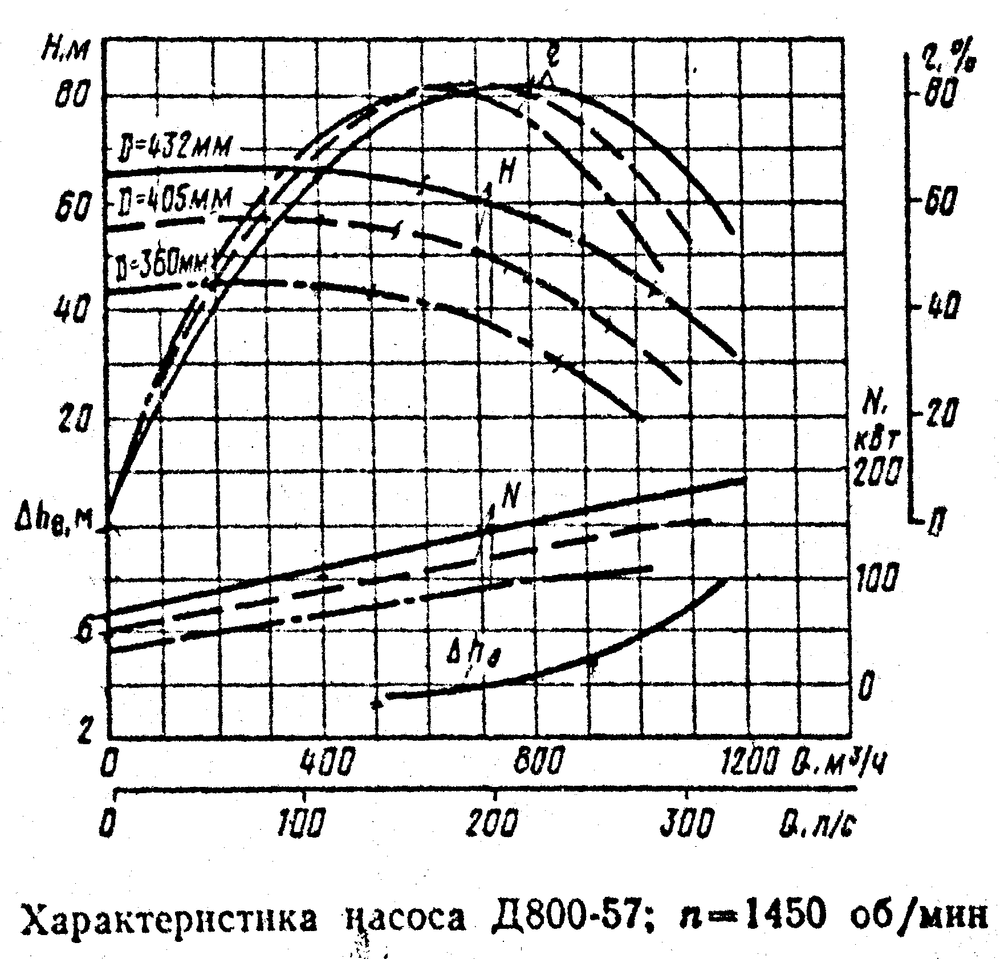 Н.м
η
η, %
80
80
D=432мм
H
60
D=405мм
60
D=360мм
40
40
N,
20
квт
20
200
N
Δhв, м
0
100
6
Δhв
0
2
0 400 800 1200 Q.м³/ч
0 100 200 300 Q.л/с
Характеристика насоса Д800-57; n=1450 об/мин